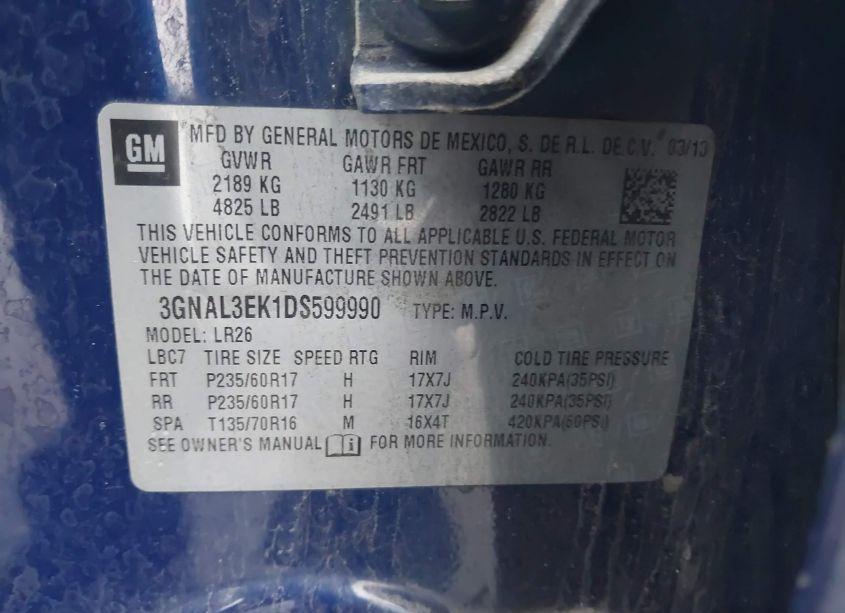 GM MFD BY GENERAL MOTORS DE MEXICO, S. DE R.L. DE C.V. 03/13
GVWR GAWR FRT GAWR RR
2189 KG 1130 KG 1280 KG
4825 LB 2491 LB 2822 LB
THIS VEHICLE CONFORMS TO ALL APPLICABLE U.S. FEDERAL MOTOR
VEHICLE SAFETY AND THEFT PREVENTION STANDARDS IN EFFECT ON
THE DATE OF MANUFACTURE SHOWN ABOVE.
3GNAL3EK1DS599990 TYPE: M.P.V.
MODEL: LR26
LBC7 TIRE SIZE SPEED RTG RIM COLD TIRE PRESSURE
FRT P235/60R17 H 17X7J 240KPA(35PSI)
RR P235/60R17 H 17X7J 240KPA(35PSI)
SPA T135/70R16 M 16X4T 420KPA(60PSI)
SEE OWNER'S MANUAL i FOR MORE INFORMATION.